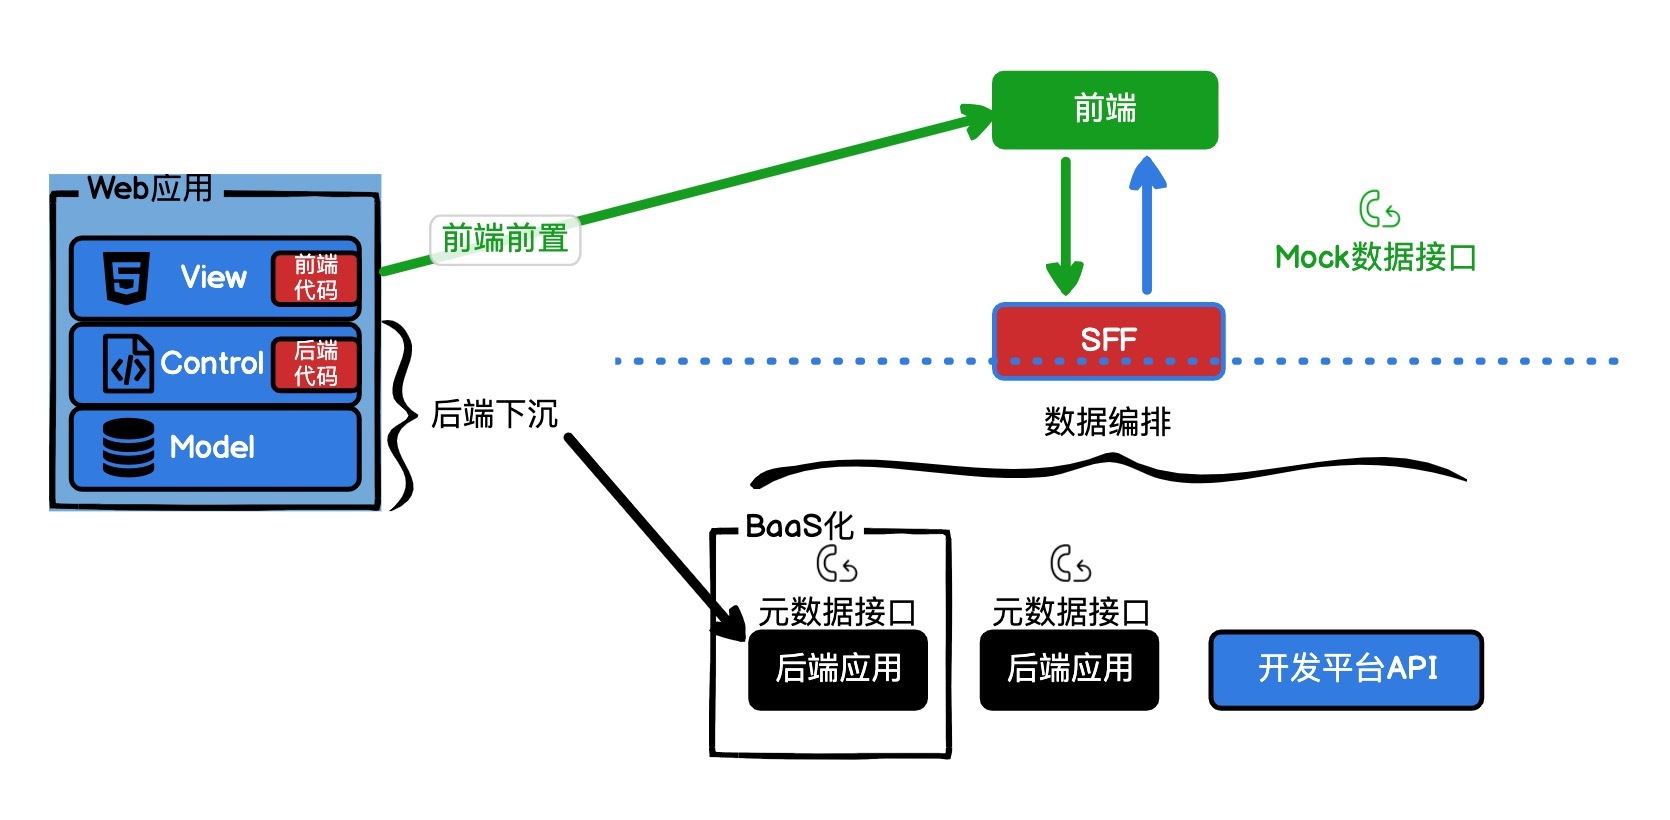 Web应用
View
前端
代码
Control
后端
代码
Model
前端前置
后端下沉
前端
Mock数据接口
SFF
数据编排
BaaS化
元数据接口
后端应用
元数据接口
后端应用
开发平台API